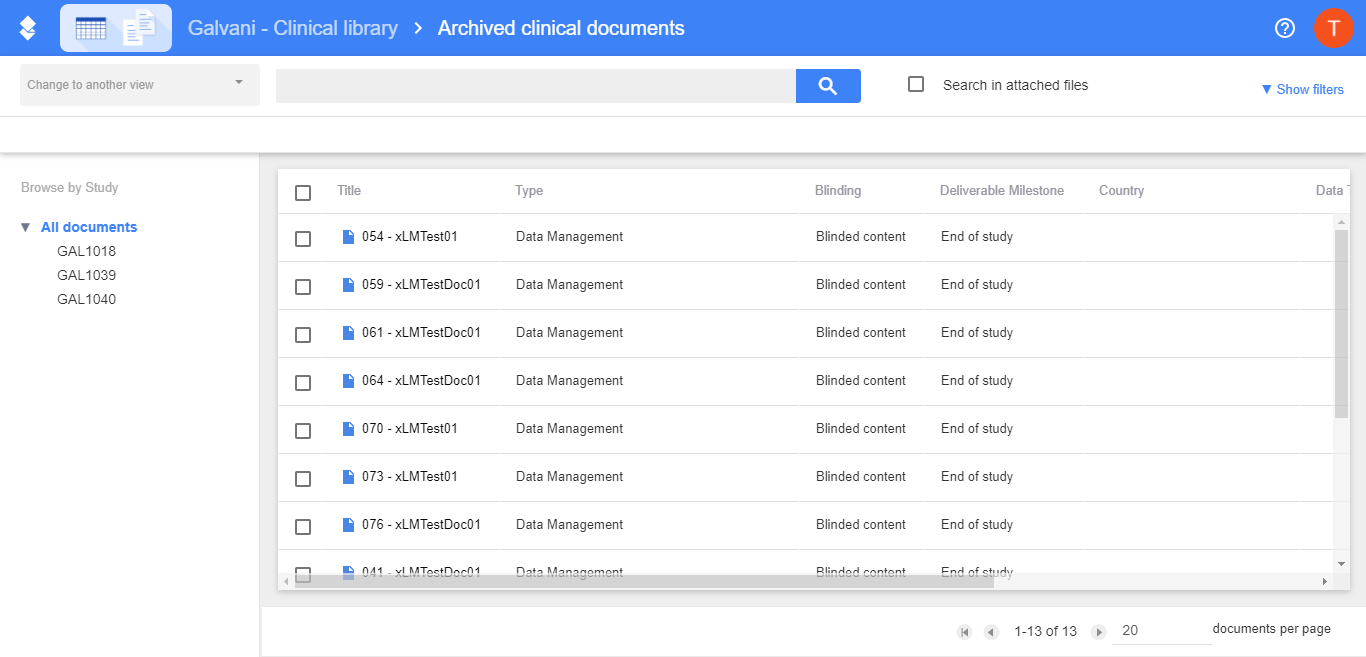 Galvani - Clinical library > Archived clinical documents
? T
Change to another view
Search in attached files
▼ Show filters
Browse by Study
▼ All documents
GAL1018
GAL1039
GAL1040
Title Type Blinding Deliverable Milestone Country Data
054 - xLMTest01 Data Management Blinded content End of study
059 - xLMTestDoc01 Data Management Blinded content End of study
061 - xLMTestDoc01 Data Management Blinded content End of study
064 - xLMTestDoc01 Data Management Blinded content End of study
070 - xLMTest01 Data Management Blinded content End of study
073 - xLMTest01 Data Management Blinded content End of study
076 - xLMTestDoc01 Data Management Blinded content End of study
041 - xLMTestDoc01 Data Management Blinded content End of study
1-13 of 13 20 documents per page